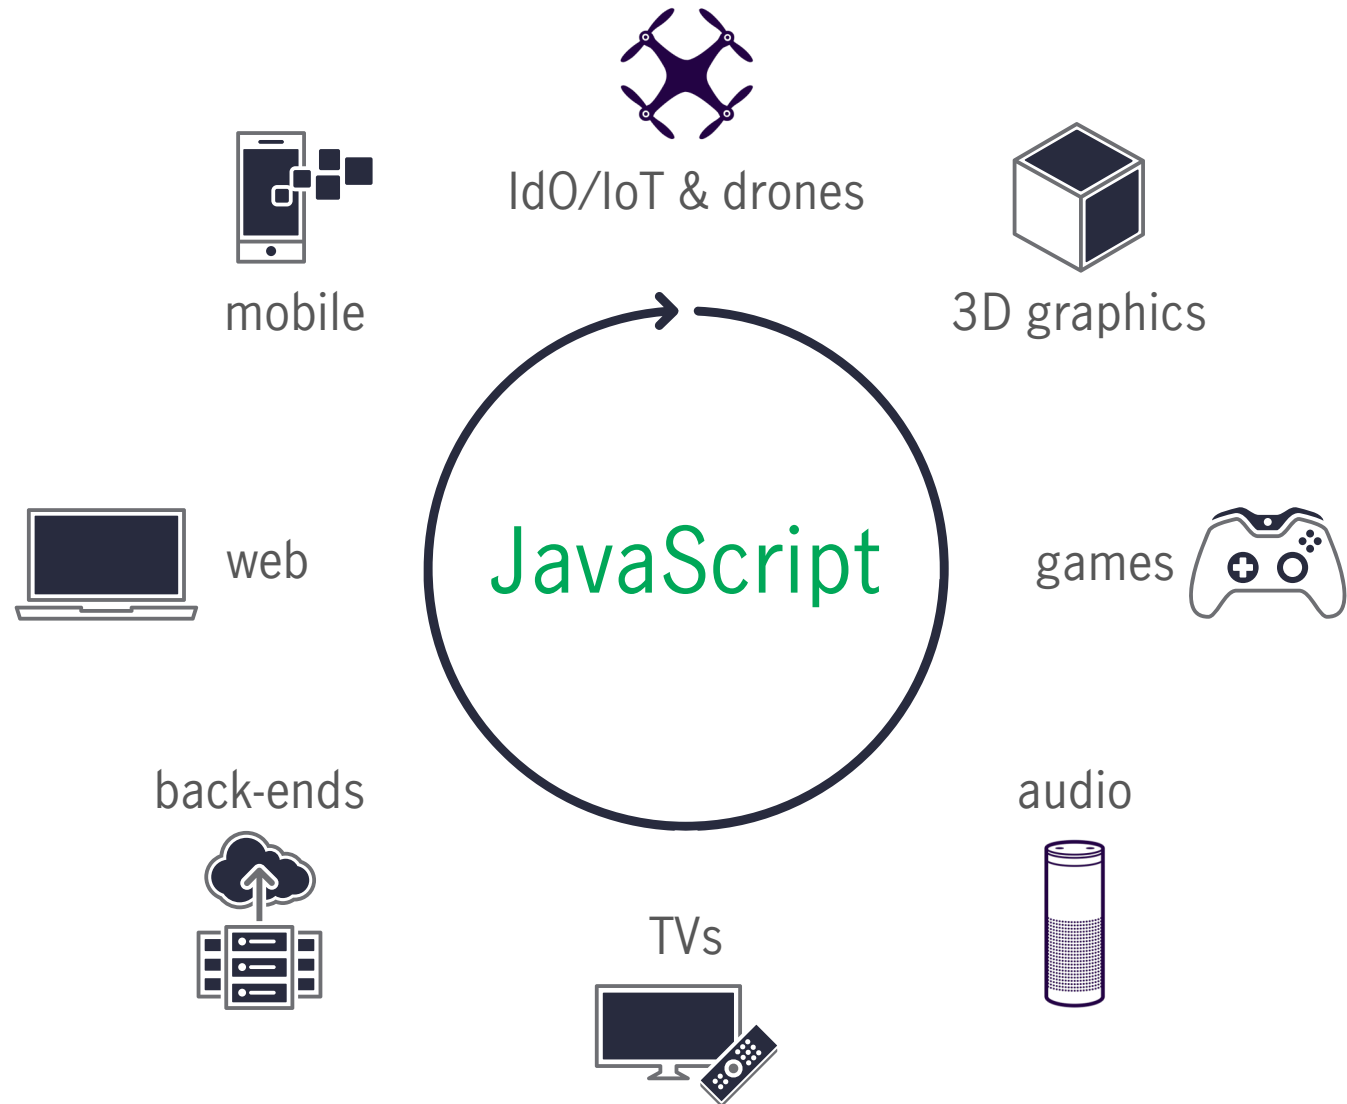 IdO/IoT & drones
mobile
3D graphics
web
JavaScript
games
back-ends
audio
TVs